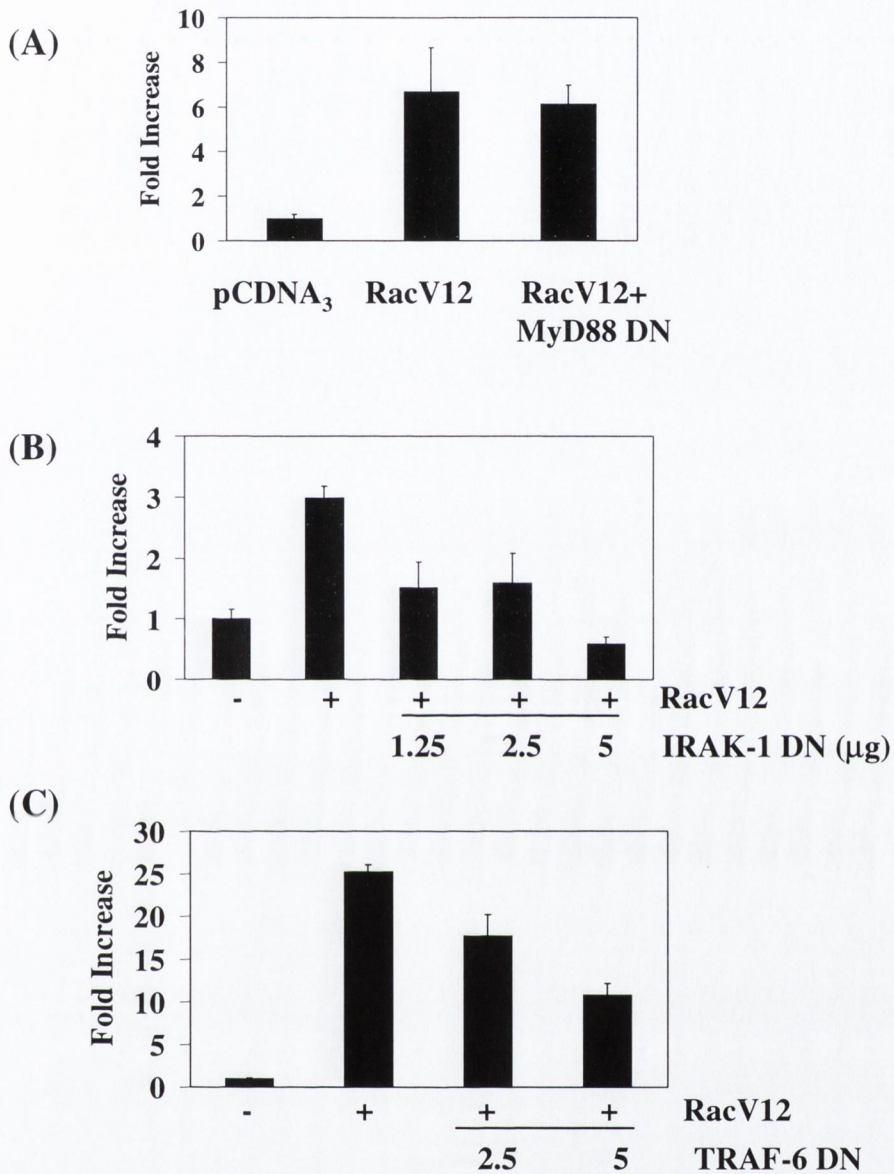 (A)
Fold Increase
10
8
6
4
2
0
pCDNA₃ RacV12 RacV12+
MyD88 DN
(B)
Fold Increase
4
3
2
1
0
- + + + + RacV12
1.25 2.5 5 IRAK-1 DN (μg)
(C)
Fold Increase
30
25
20
15
10
5
0
- + + + RacV12
2.5 5 TRAF-6 DN